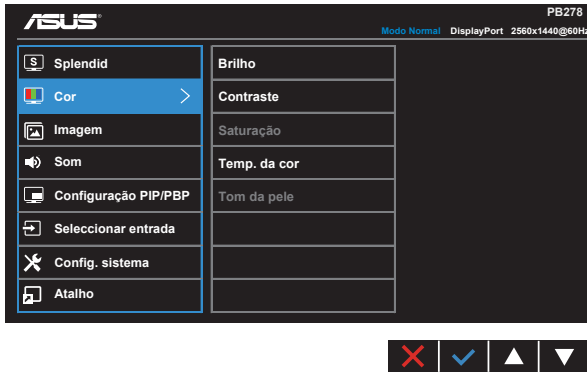 ASUS
PB278
Modo Normal DisplayPort 2560x1440@60Hz
S Splendid
Cor
Imagem
Som
Configuração PIP/PBP
Seleccionar entrada
Config. sistema
Atalho
Brilho
Contraste
Saturação
Temp. da cor
Tom da pele